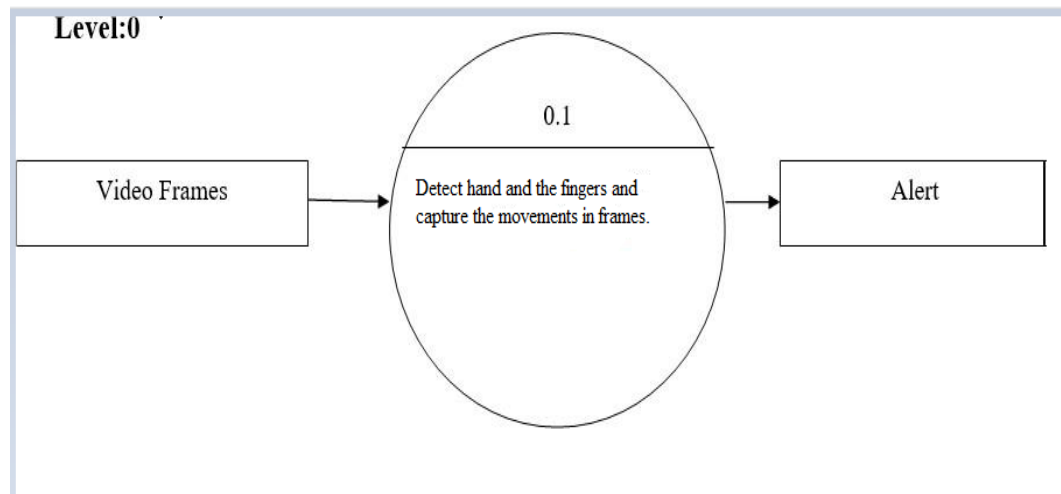 Level:0
0.1
Video Frames
Detect hand and the fingers and
capture the movements in frames.
Alert